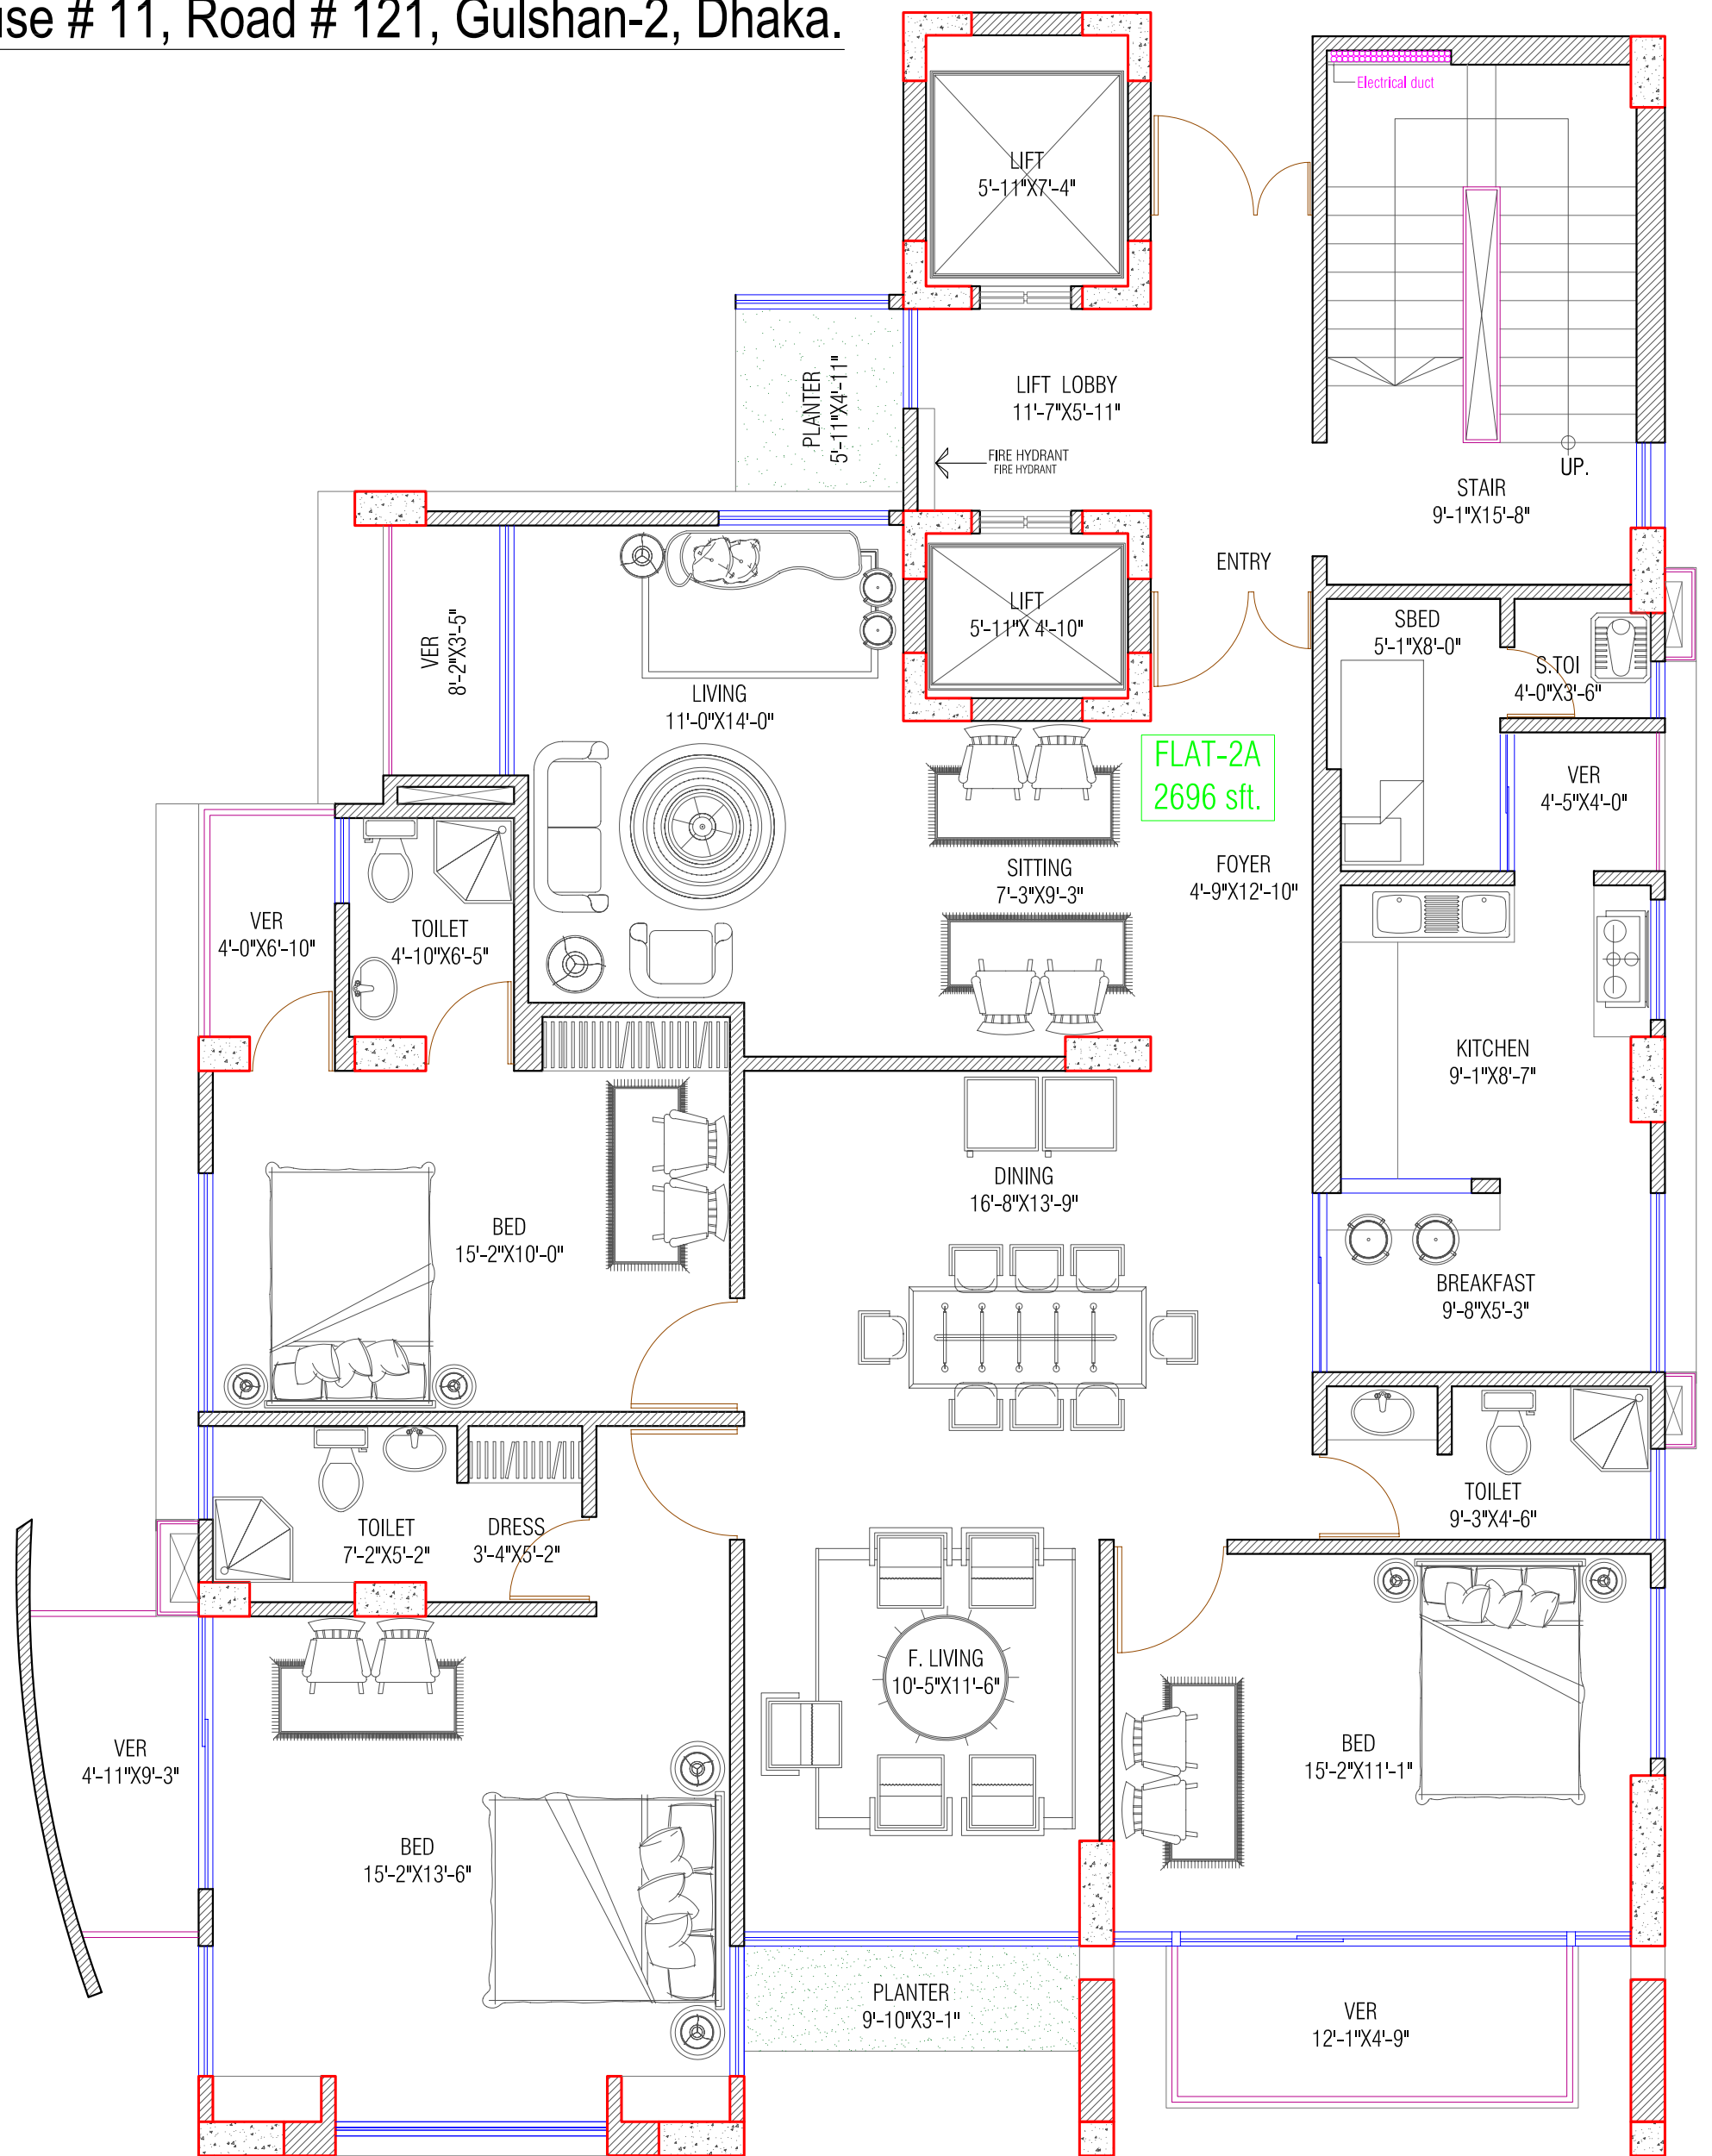 use # 11, Road # 121, Gulshan-2, Dhaka.
Electrical duct
LIFT
5'-11"X7'-4"
PLANTER
5'-11"X4'-11"
LIFT LOBBY
11'-7"X5'-11"
FIRE HYDRANT
FIRE HYDRANT
UP.
STAIR
9'-1"X15'-8"
ENTRY
LIFT
5'-11"X 4'-10"
SBED
5'-1"X8'-0"
S.TOI
4'-0"X3'-6"
VER
8'-2"X3'-5"
LIVING
11'-0"X14'-0"
FLAT-2A
2696 sft.
VER
4'-5"X4'-0"
SITTING
7'-3"X9'-3"
FOYER
4'-9"X12'-10"
VER
4'-0"X6'-10"
TOILET
4'-10"X6'-5"
KITCHEN
9'-1"X8'-7"
DINING
16'-8"X13'-9"
BED
15'-2"X10'-0"
BREAKFAST
9'-8"X5'-3"
TOILET
9'-3"X4'-6"
TOILET
7'-2"X5'-2"
DRESS
3'-4"X5'-2"
F. LIVING
10'-5"X11'-6"
VER
4'-11"X9'-3"
BED
15'-2"X11'-1"
BED
15'-2"X13'-6"
PLANTER
9'-10"X3'-1"
VER
12'-1"X4'-9"